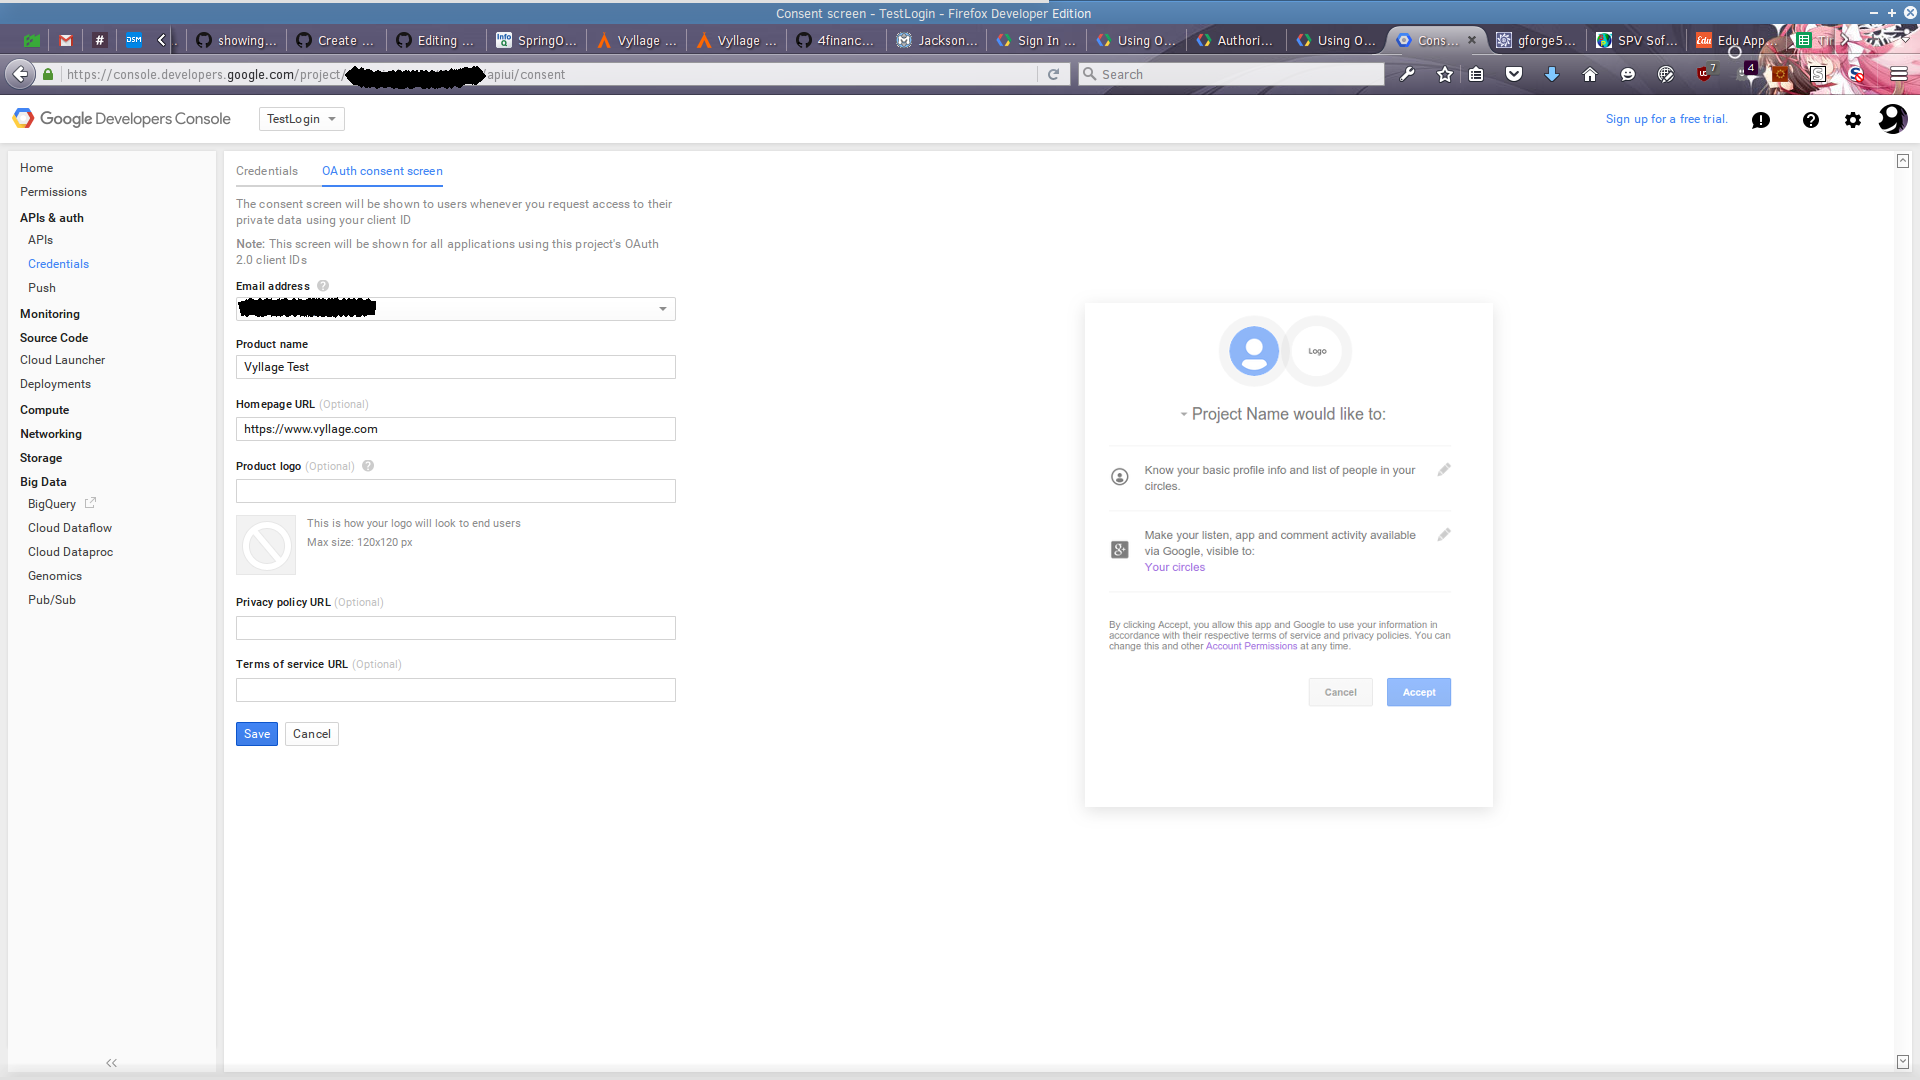 Consent screen - TestLogin - Firefox Developer Edition
showing...
Create ...
Editing ...
SpringO...
Vyllage ...
Vyllage ...
4financ...
Jackson...
Sign In ...
Using O...
Authori...
Using O...
Cons...
gforge5...
SPV Sof...
Edu App...
https://console.developers.google.com/project/
apiui/consent
Search
7
4
Google Developers Console
TestLogin
Sign up for a free trial.
Home
Permissions
APIs & auth
APIs
Credentials
Push
Monitoring
Source Code
Cloud Launcher
Deployments
Compute
Networking
Storage
Big Data
BigQuery
Cloud Dataflow
Cloud Dataproc
Genomics
Pub/Sub
Credentials
OAuth consent screen
The consent screen will be shown to users whenever you request access to their
private data using your client ID
Note: This screen will be shown for all applications using this project's OAuth
2.0 client IDs
Email address
Product name
Vyllage Test
Homepage URL (Optional)
https://www.vyllage.com
Product logo (Optional)
This is how your logo will look to end users
Max size: 120x120 px
Privacy policy URL (Optional)
Terms of service URL (Optional)
Save
Cancel
Logo
Project Name would like to:
Know your basic profile info and list of people in your
circles.
Make your listen, app and comment activity available
via Google, visible to:
Your circles
By clicking Accept, you allow this app and Google to use your information in
accordance with their respective terms of service and privacy policies. You can
change this and other Account Permissions at any time.
Cancel
Accept